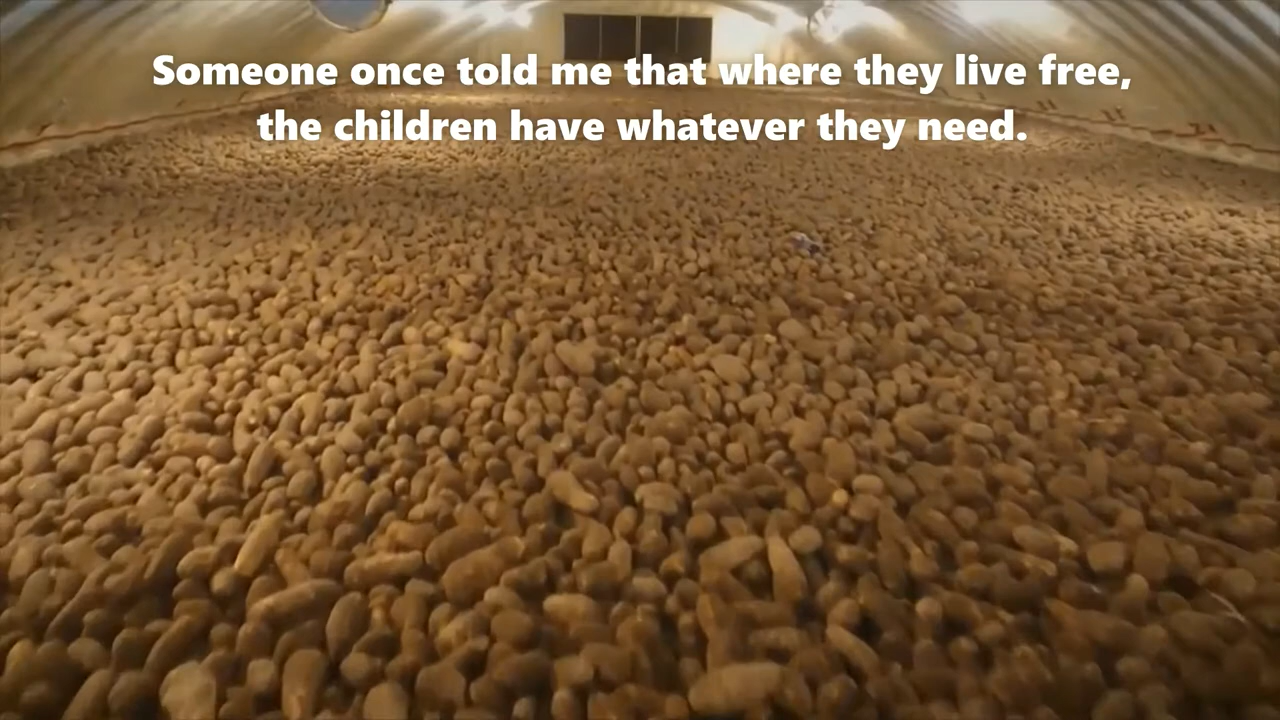 Someone once told me that where they live free,
the children have whatever they need.